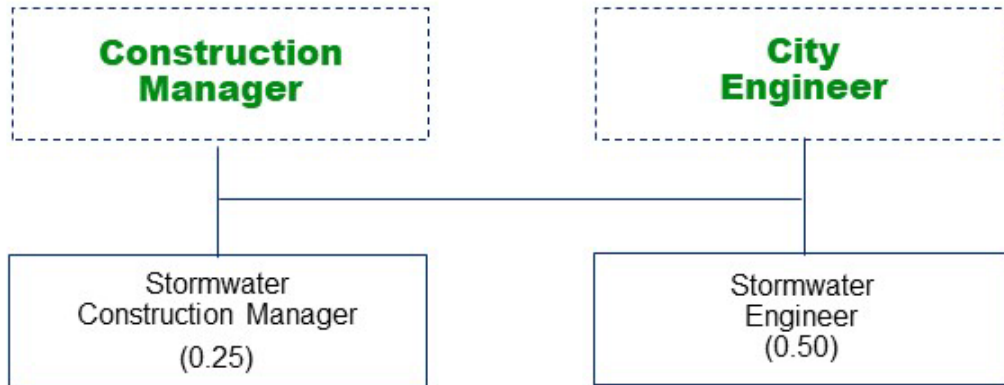 Construction
Manager
City
Engineer
Stormwater
Construction Manager
(0.25)
Stormwater
Engineer
(0.50)